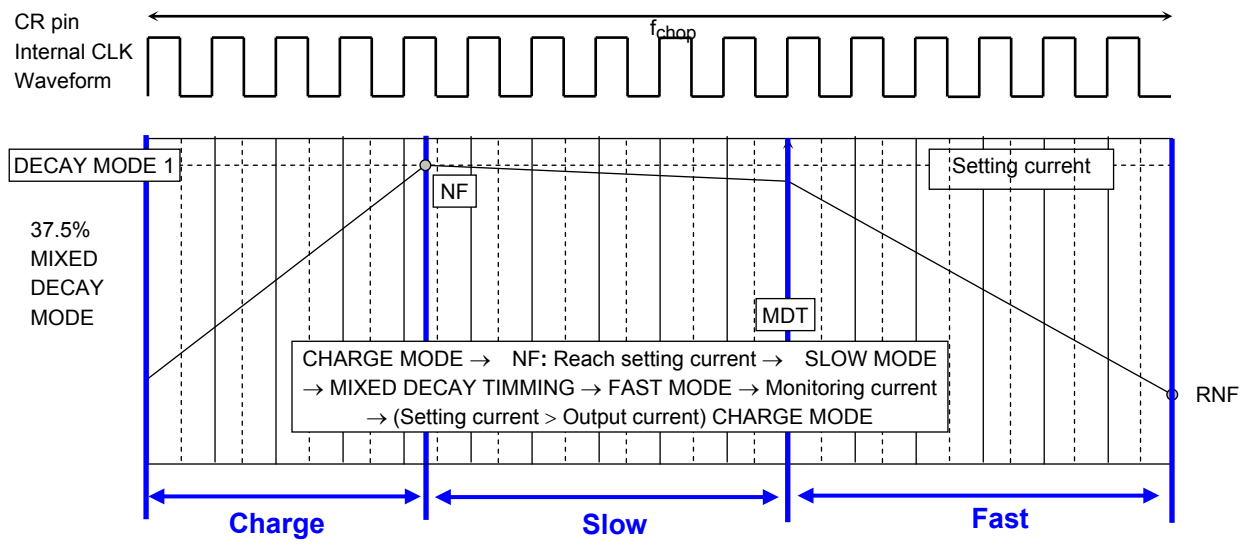 CR pin
Internal CLK
Waveform
fchop
DECAY MODE 1
NF
Setting current
37.5%
MIXED
DECAY
MODE
MDT
CHARGE MODE → NF: Reach setting current → SLOW MODE
→ MIXED DECAY TIMMING → FAST MODE → Monitoring current
→ (Setting current > Output current) CHARGE MODE
RNF
Charge
Slow
Fast